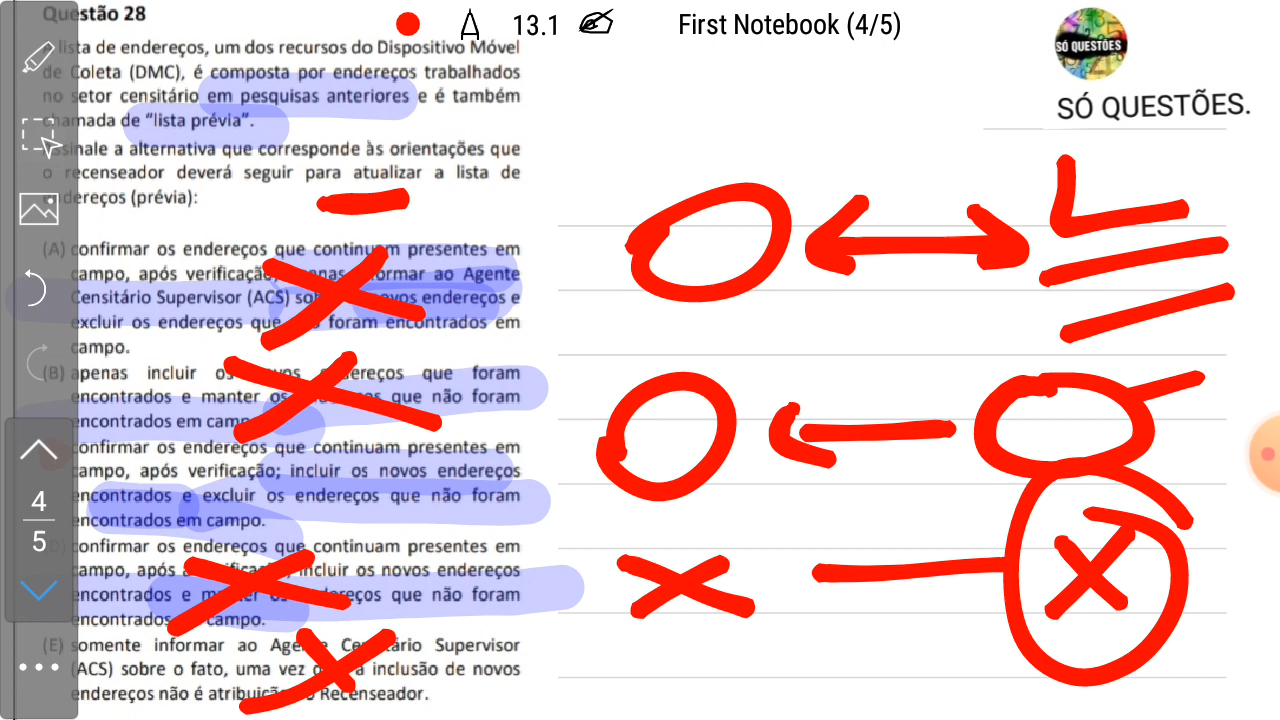 Questão 28
lista de endereços, um dos recursos do Dispositivo Móvel
de Coleta (DMC), é composta por endereços trabalhados
no setor censitário em pesquisas anteriores e é também
chamada de “lista prévia”.
Assinale a alternativa que corresponde às orientações que
o recenseador deverá seguir para atualizar a lista de
endereços (prévia):
(A) confirmar os endereços que continuam presentes em
campo, após verificação, apenas informar ao Agente
Censitário Supervisor (ACS) sobre novos endereços e
excluir os endereços que foram encontrados em
campo.
(B) apenas incluir os novos endereços que foram
encontrados e manter os que não foram
encontrados em campo
confirmar os endereços que continuam presentes em
campo, após verificação; incluir os novos endereços
encontrados e excluir os endereços que não foram
encontrados em campo.
confirmar os endereços que continuam presentes em
campo, após incluir os novos endereços
encontrados e manter endereços que não foram
encontrados campo.
(E) somente informar ao Agente Censitário Supervisor
(ACS) sobre o fato, uma vez a inclusão de novos
endereços não é atribuição Recenseador.
13.1
First Notebook (4/5)
SÓ QUESTÕES
SÓ QUESTÕES.
4
5